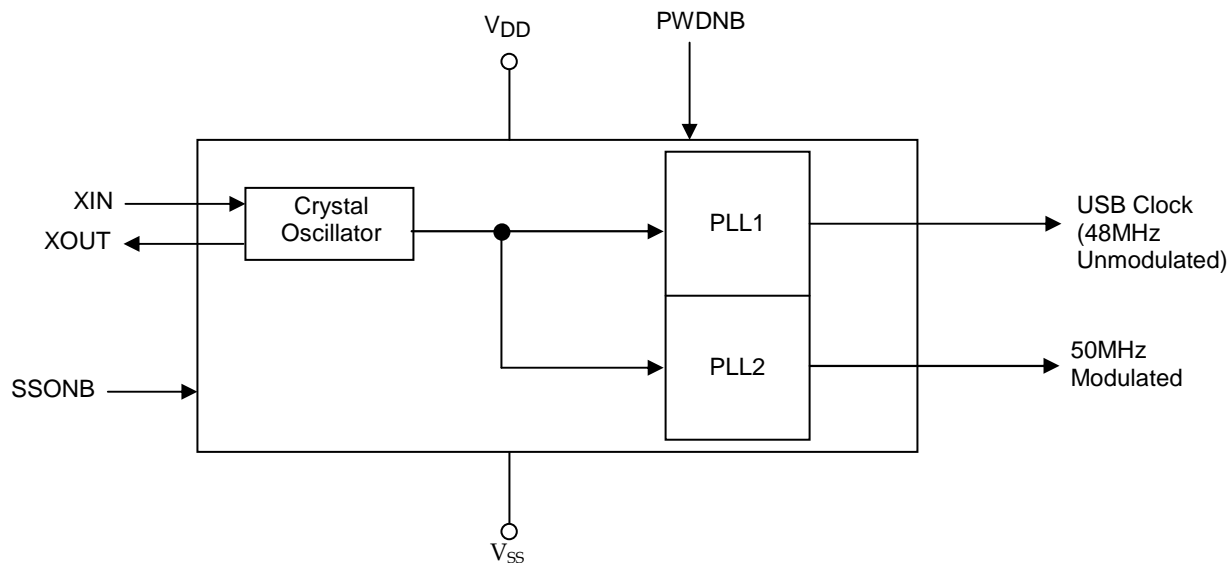 VDD
PWDNB
XIN
XOUT
Crystal
Oscillator
PLL1
USB Clock
(48MHz
Unmodulated)
SSONB
PLL2
50MHz
Modulated
VSS